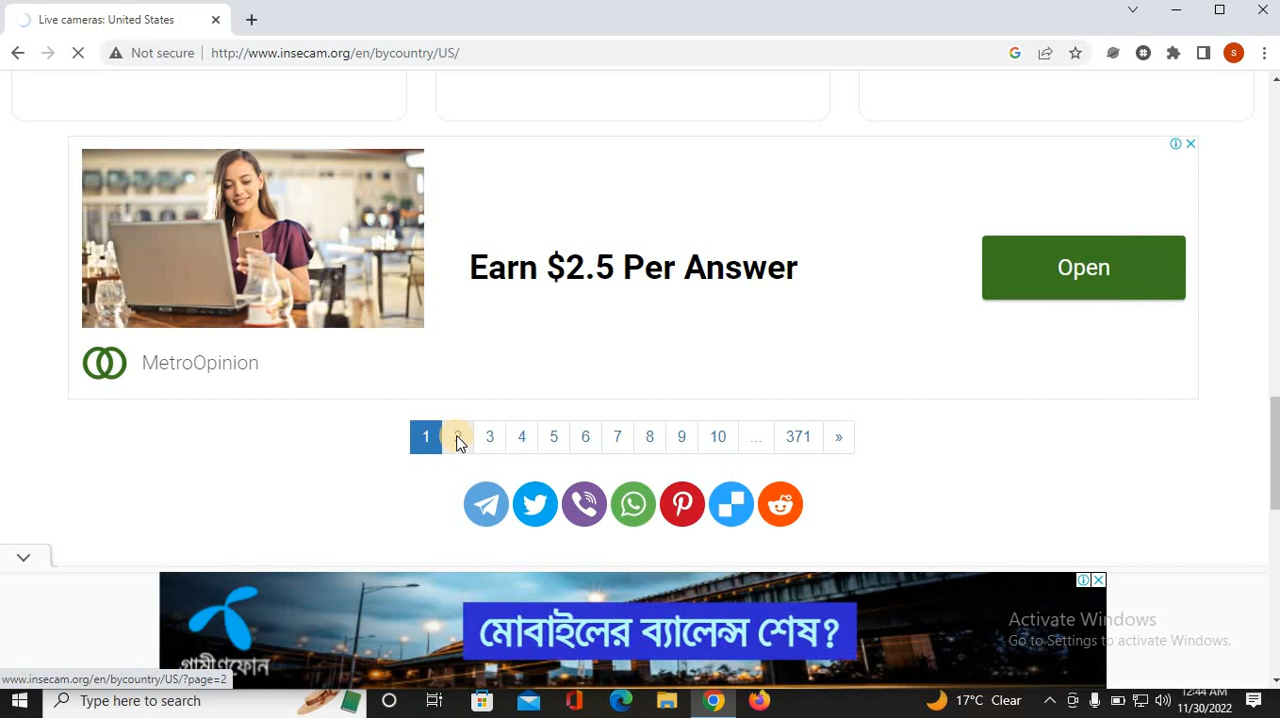 Live cameras: United States
Not secure http://www.insecam.org/en/bycountry/US/
S
Earn $2.5 Per Answer
Open
MetroOpinion
1 2 3 4 5 6 7 8 9 10 ... 371 »
মোবাইলের ব্যালেন্স শেষ?
গ্রামীণফোন
Activate Windows
Go to Settings to activate Windows.
www.insecam.org/en/bycountry/US/?page=2
Type here to search
17°C Clear
12:44 AM
11/30/2022